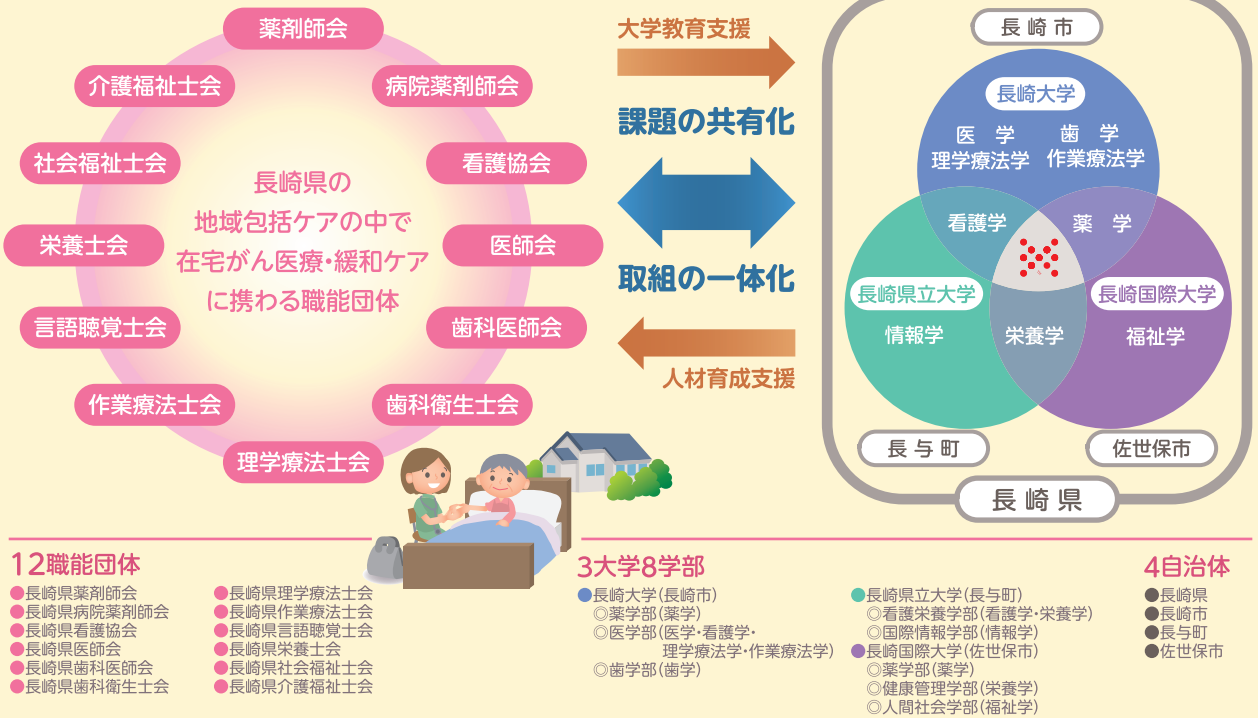 薬剤師会
介護福祉士会
病院薬剤師会
社会福祉士会
看護協会
栄養士会
医師会
言語聴覚士会
歯科医師会
作業療法士会
歯科衛生士会
理学療法士会
長崎県の
地域包括ケアの中で
在宅がん医療・緩和ケア
に携わる職能団体
大学教育支援
課題の共有化
取組の一体化
人材育成支援
長崎市
長崎大学
医 学 歯 学
理学療法学 作業療法学
看護学 薬 学
長崎県立大学 長崎国際大学
情報学 栄養学 福祉学
長与町 佐世保市
長崎県
12職能団体
●長崎県薬剤師会
●長崎県病院薬剤師会
●長崎県看護協会
●長崎県医師会
●長崎県歯科医師会
●長崎県歯科衛生士会
●長崎県理学療法士会
●長崎県作業療法士会
●長崎県言語聴覚士会
●長崎県栄養士会
●長崎県社会福祉士会
●長崎県介護福祉士会
3大学8学部
●長崎大学(長崎市)
◎薬学部(薬学)
◎医学部(医学・看護学・
理学療法学・作業療法学)
◎歯学部(歯学)
●長崎県立大学(長与町)
◎看護栄養学部(看護学・栄養学)
◎国際情報学部(情報学)
●長崎国際大学(佐世保市)
◎薬学部(薬学)
◎健康管理学部(栄養学)
◎人間社会学部(福祉学)
4自治体
●長崎県
●長崎市
●長与町
●佐世保市